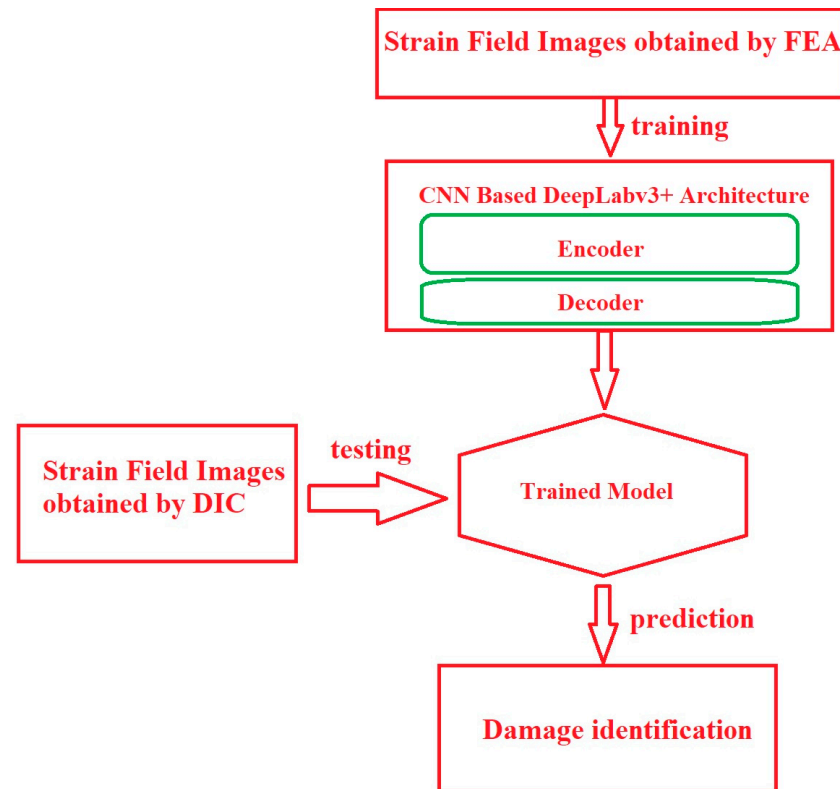 Strain Field Images obtained by FEA
training
CNN Based DeepLabv3+ Architecture
Encoder
Decoder
testing
Strain Field Images
obtained by DIC
Trained Model
prediction
Damage identification